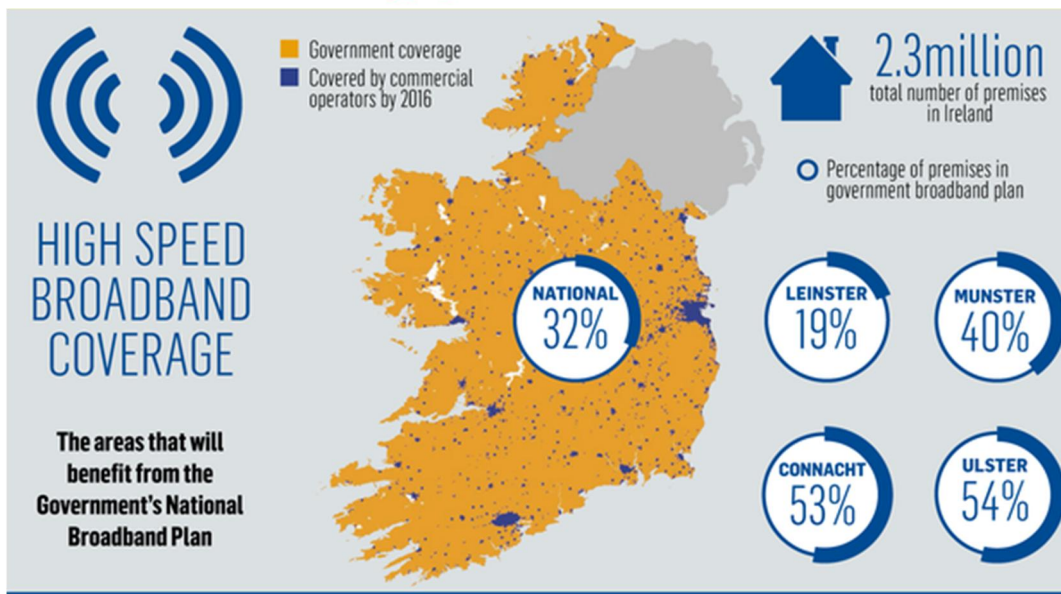 HIGH SPEED
BROADBAND
COVERAGE
The areas that will
benefit from the
Government's National
Broadband Plan
Government coverage
Covered by commercial
operators by 2016
NATIONAL
32%
2.3million
total number of premises
in Ireland
Percentage of premises in
government broadband plan
LEINSTER
19%
MUNSTER
40%
CONNACHT
53%
ULSTER
54%